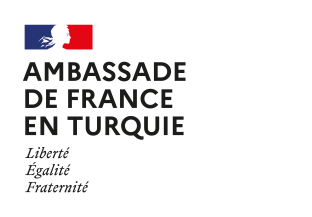 AMBASSADE
DE FRANCE
EN TURQUIE
Liberté
Égalité
Fraternité